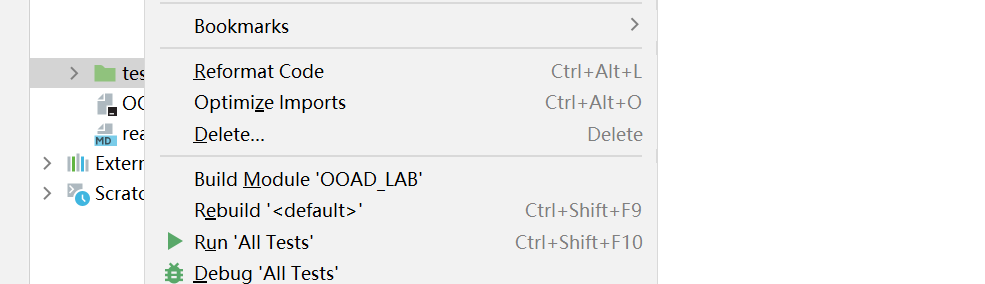 Bookmarks
Reformat Code Ctrl+Alt+L
tes
Optimize Imports Ctrl+Alt+O
OO
Delete... Delete
rea
MD
Extern
Build Module 'OOAD_LAB'
Scratc
Rebuild '<default>' Ctrl+Shift+F9
Run 'All Tests' Ctrl+Shift+F10
Debug 'All Tests'